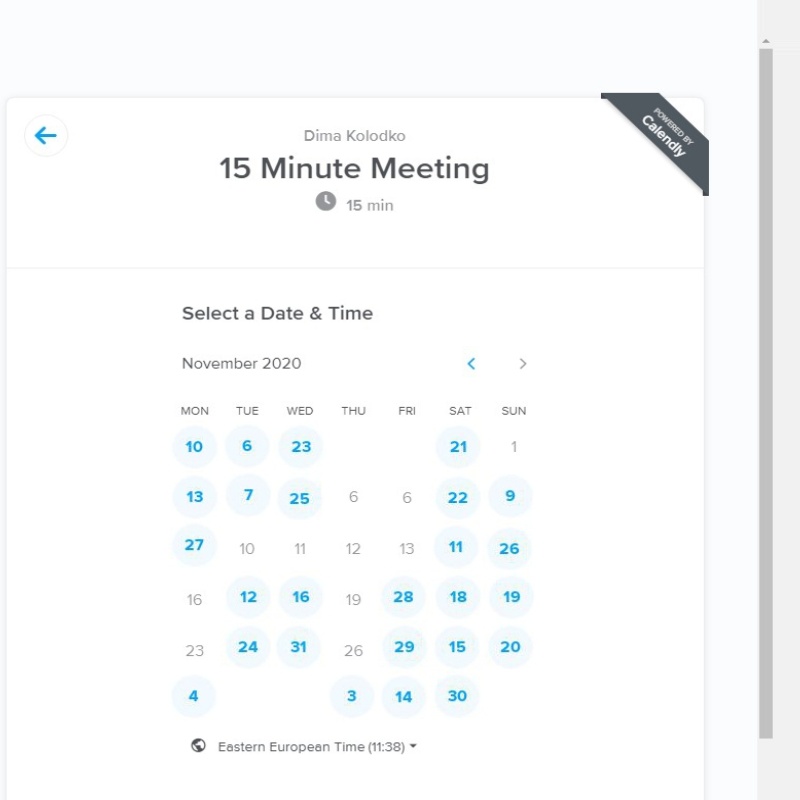 POWERED BY
Calendly
Dima Kolodko
15 Minute Meeting
15 min
Select a Date & Time
November 2020
MON TUE WED THU FRI SAT SUN
10 6 23 21 1
13 7 25 6 6 22 9
27 10 11 12 13 11 26
16 12 16 19 28 18 19
23 24 31 26 29 15 20
4 3 14 30
Eastern European Time (11:38)